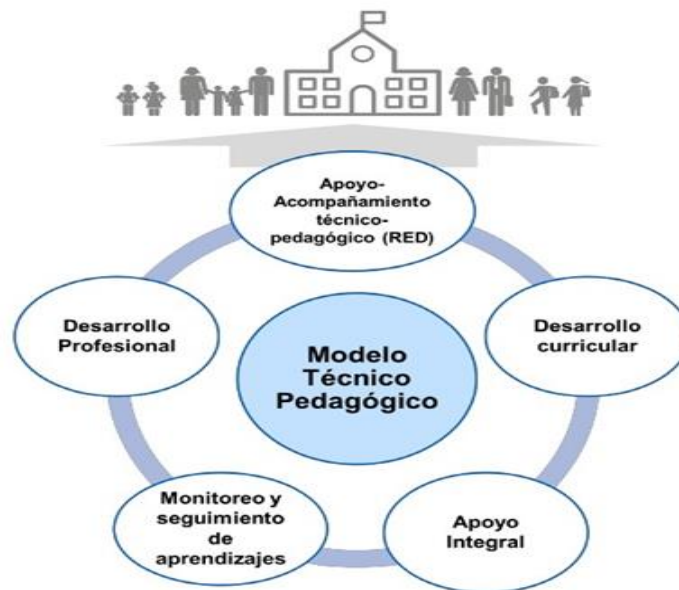 Apoyo-
Acompañamiento
técnico-
pedagógico (RED)
Desarrollo
Profesional
Desarrollo
curricular
Modelo
Técnico
Pedagógico
Monitoreo y
seguimiento
de
aprendizajes
Apoyo
Integral